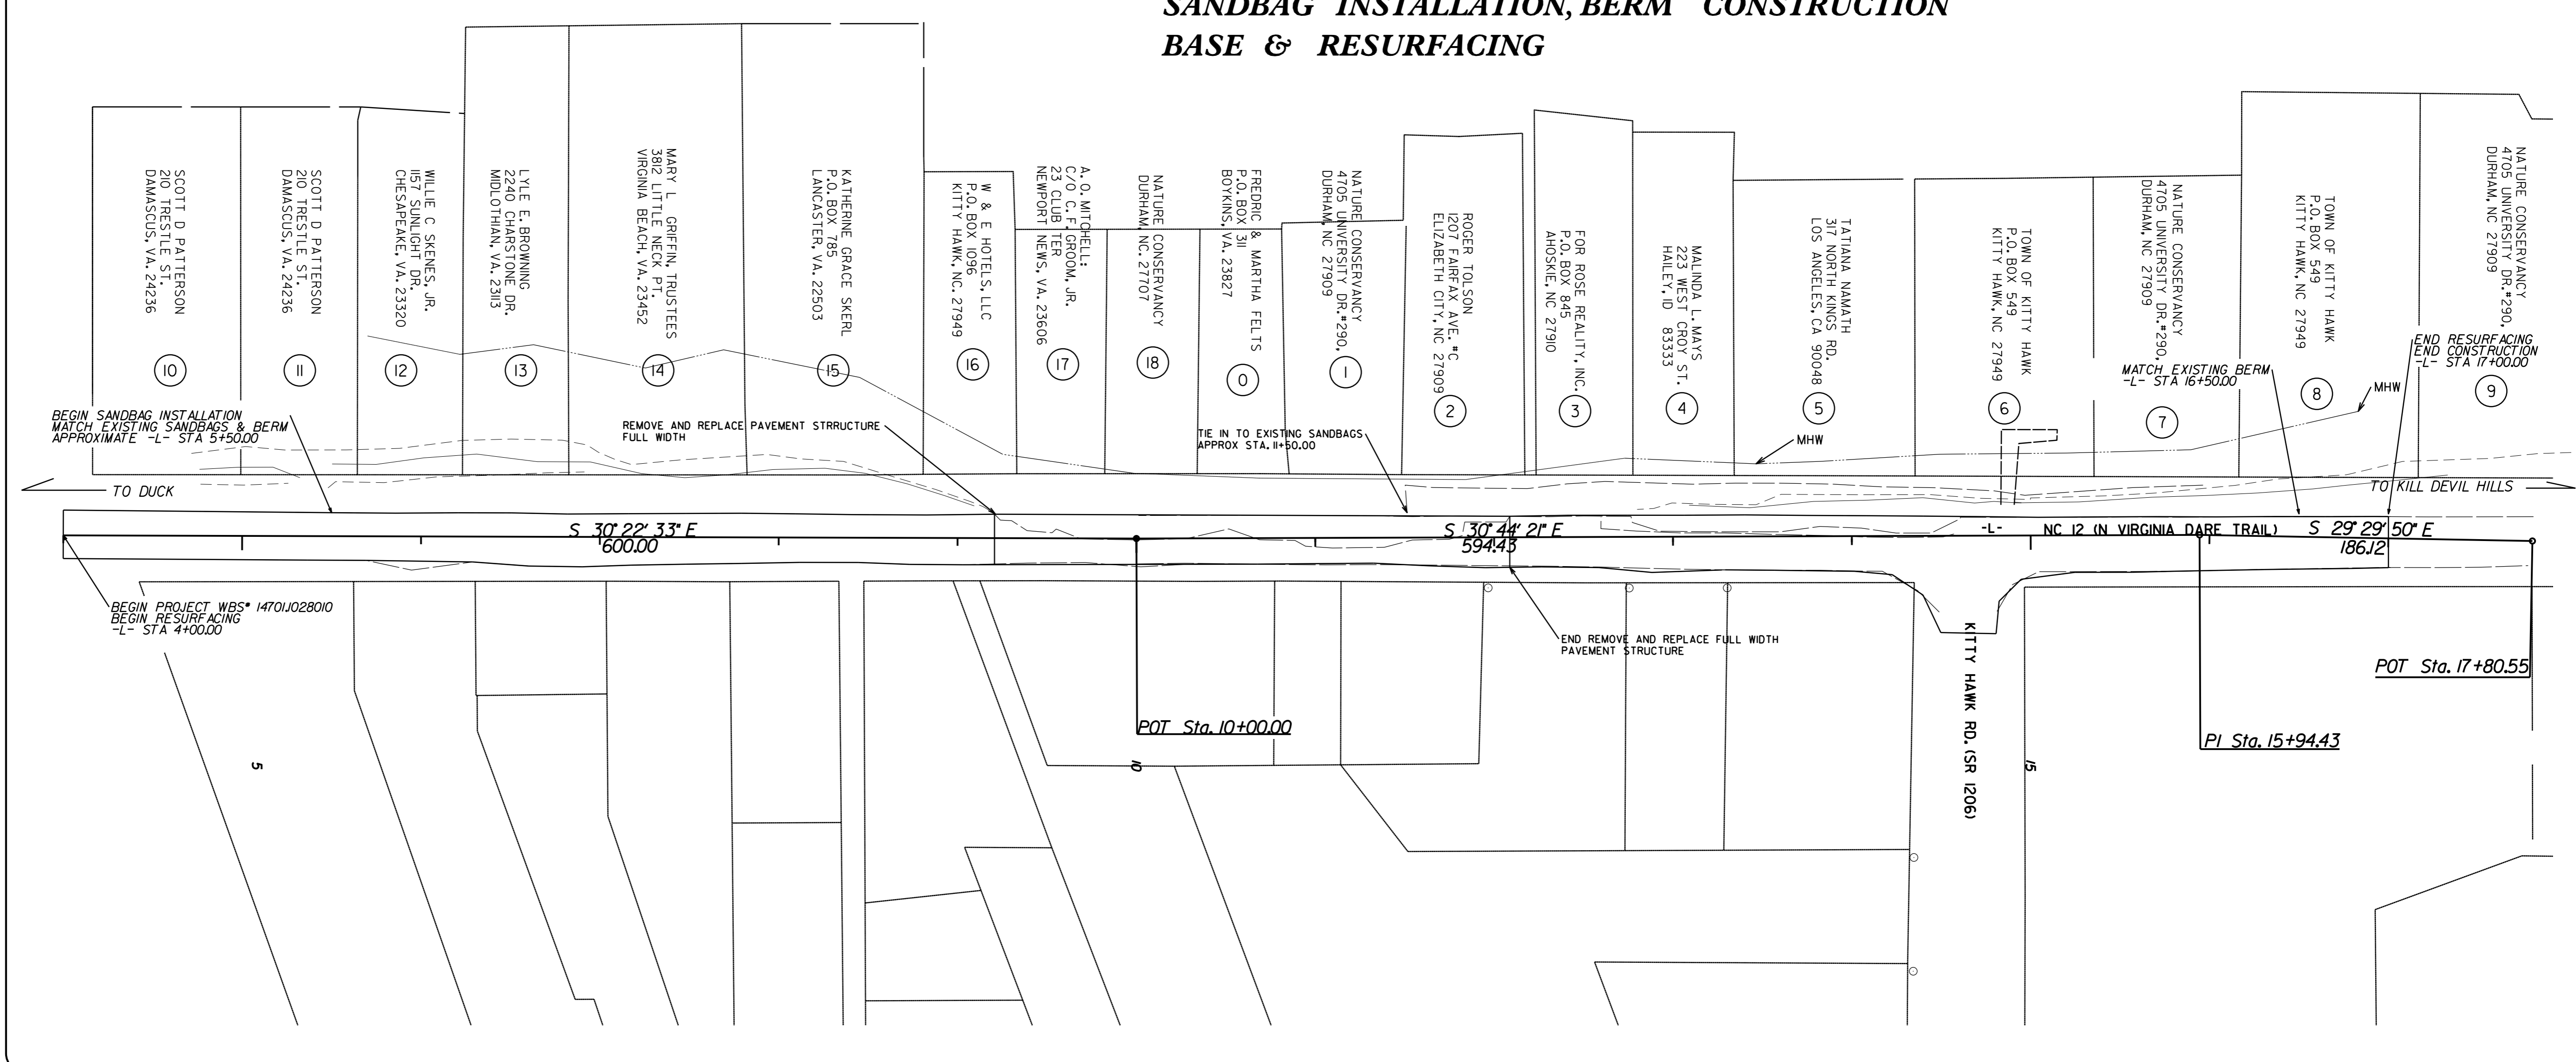 SANDBAG INSTALLATION, BERM CONSTRUCTION
BASE & RESURFACING
SCOTT D PATTERSON
210 TRESTLE ST.
DAMASCUS, VA. 24236
10
SCOTT D PATTERSON
210 TRESTLE ST.
DAMASCUS, VA. 24236
11
WILLIE C SKENES, JR.
1157 SUNLIGHT DR.
CHESAPEAKE, VA. 23320
12
LYLE E. BROWNING
2240 CHARSTONE DR.
MIDLOTHIAN, VA. 23113
13
MARY L GRIFFIN, TRUSTEES
3812 LITTLE NECK PT.
VIRGINIA BEACH, VA. 23452
14
KATHERINE GRACE SKERL
P.O. BOX 785
LANCASTER, VA. 22503
15
W & E HOTELS, LLC
P.O. BOX 1096
KITTY HAWK, NC. 27949
16
A. O. MITCHELL:
C/O C. F. GROOM, JR.
23 CLUB TER
NEWPORT NEWS, VA. 23606
17
NATURE CONSERVANCY
DURHAM, NC. 27707
18
FREDRIC & MARTHA FELTS
P.O. BOX 311
BOYKINS, VA. 23827
0
NATURE CONSERVANCY
4705 UNIVERSITY DR. #290,
DURHAM, NC 27909
1
ROGER TOLSON
1207 FAIRFAX AVE. #C
ELIZABETH CITY, NC 27909
2
FOR ROSE REALITY, INC.
P.O. BOX 845
AHOSKIE, NC 27910
3
MALINDA L. MAYS
223 WEST CROY ST.
HAILEY, ID 83333
4
TATIANA NAMATH
317 NORTH KINGS RD.
LOS ANGELES, CA 90048
5
TOWN OF KITTY HAWK
P.O. BOX 549
KITTY HAWK, NC 27949
6
NATURE CONSERVANCY
4705 UNIVERSITY DR. #290,
DURHAM, NC 27909
7
TOWN OF KITTY HAWK
P.O. BOX 549
KITTY HAWK, NC 27949
8
NATURE CONSERVANCY
4705 UNIVERSITY DR. #290,
DURHAM, NC 27909
9
END RESURFACING
END CONSTRUCTION
-L- STA 17+00.00
MATCH EXISTING BERM
-L- STA 16+50.00
MHW
BEGIN SANDBAG INSTALLATION
MATCH EXISTING SANDBAGS & BERM
APPROXIMATE -L- STA 5+50.00
REMOVE AND REPLACE PAVEMENT STRRUCTURE
FULL WIDTH
TIE IN TO EXISTING SANDBAGS
APPROX STA. 11+50.00
MHW
TO DUCK
TO KILL DEVIL HILLS
S 30° 22' 33" E
600.00
S 30° 44' 21" E
594.43
-L- NC 12 (N VIRGINIA DARE TRAIL)
S 29° 29' 50" E
186.12
BEGIN PROJECT WBS# 14701J028010
BEGIN RESURFACING
-L- STA 4+00.00
END REMOVE AND REPLACE FULL WIDTH
PAVEMENT STRUCTURE
KITTY HAWK RD. (SR 1206)
POT Sta. 17+80.55
POT Sta. 10+00.00
PI Sta. 15+94.43
5
10
15